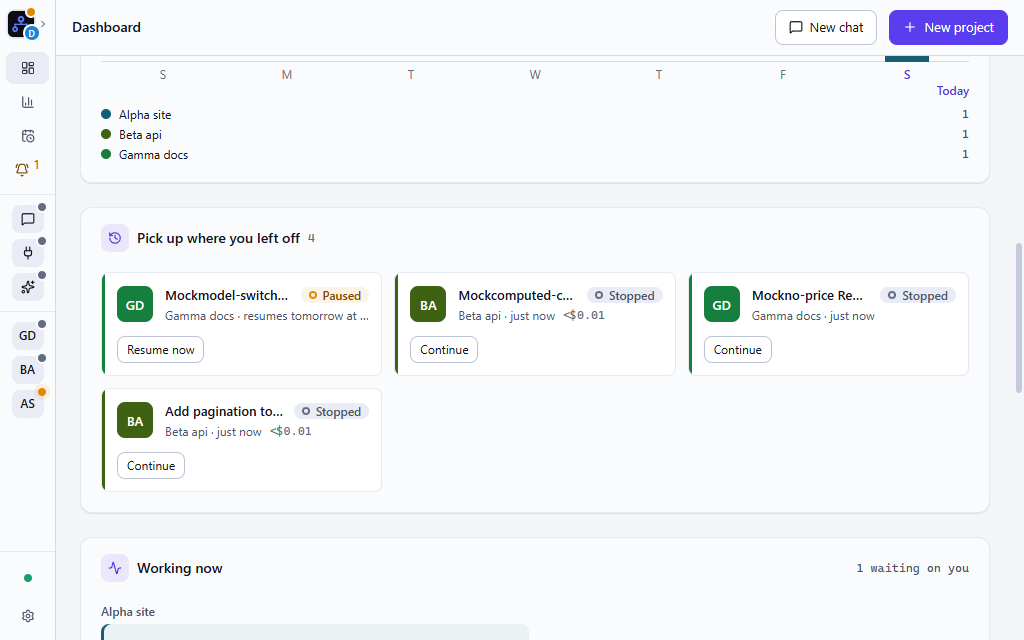 D
Dashboard
New chat
New project
1
S M T W T F S
Today
Alpha site 1
Beta api 1
Gamma docs 1
Pick up where you left off 4
GD
Mockmodel-switch... Paused
Gamma docs · resumes tomorrow at ...
Resume now
BA
Mockcomputed-c... Stopped
Beta api · just now <$0.01
Continue
GD
Mockno-price Re... Stopped
Gamma docs · just now
Continue
BA
Add pagination to... Stopped
Beta api · just now <$0.01
Continue
GD
BA
AS
Working now 1 waiting on you
Alpha site